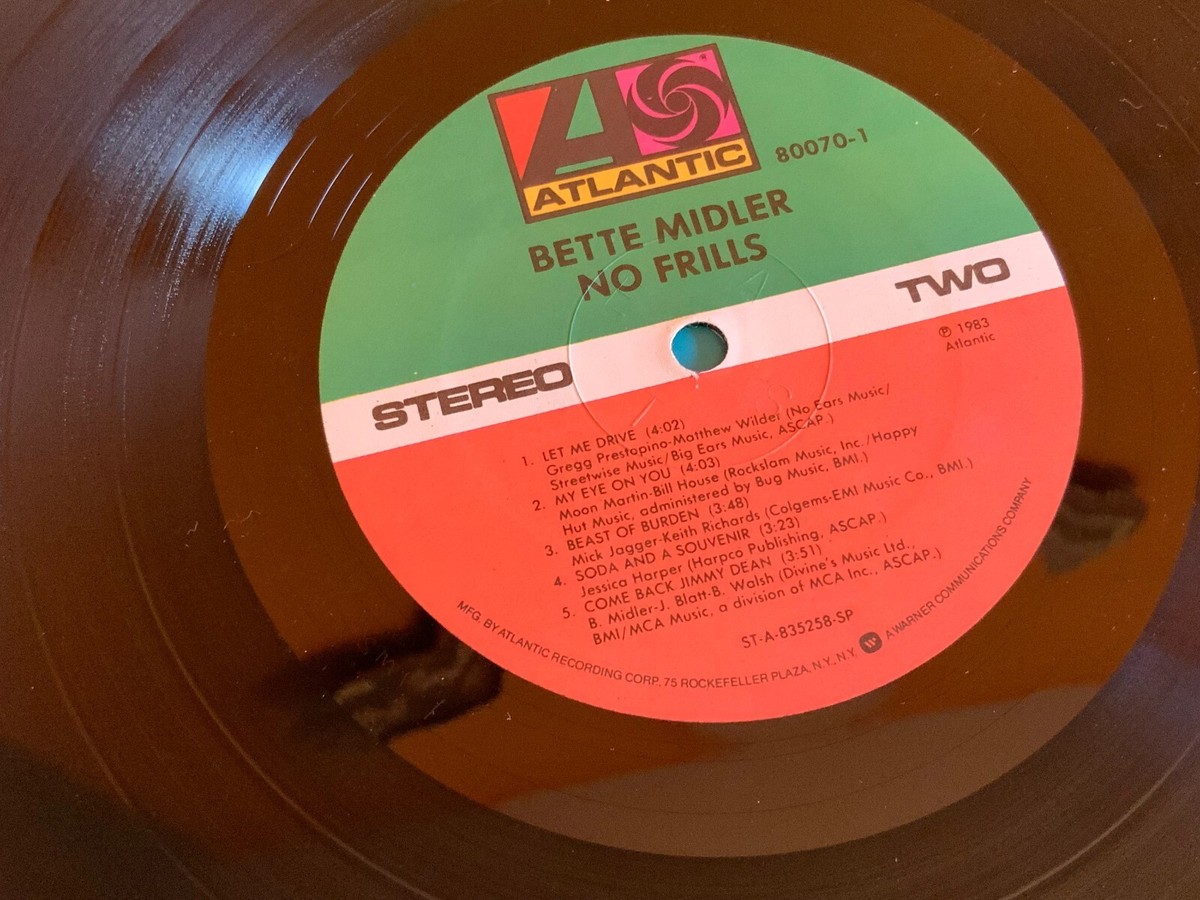 ATLANTIC
80070-1
BETTE MIDLER
NO FRILLS
STEREO
TWO
℗ 1983
Atlantic
1. LET ME DRIVE (4:02)
Gregg Prestopino-Matthew Wilder (No Ears Music/
Streetwise Music/Big Ears Music, ASCAP.)
2. MY EYE ON YOU (4:03)
Moon Martin-Bill House (Rockslam Music, Inc./Happy
Hut Music, administered by Bug Music, BMI.)
3. BEAST OF BURDEN (3:48)
Mick Jagger-Keith Richards (Colgems-EMI Music Co., BMI.)
4. SODA AND A SOUVENIR (3:23)
Jessica Harper (Harpco Publishing, ASCAP.)
5. COME BACK JIMMY DEAN (3:51)
B. Midler-J. Blatt-B. Walsh (Divine's Music Ltd.,
BMI/MCA Music, a division of MCA Inc., ASCAP.)
ST-A-835258-SP
MFG. BY ATLANTIC RECORDING CORP., 75 ROCKEFELLER PLAZA, N.Y., N.Y. A WARNER COMMUNICATIONS COMPANY